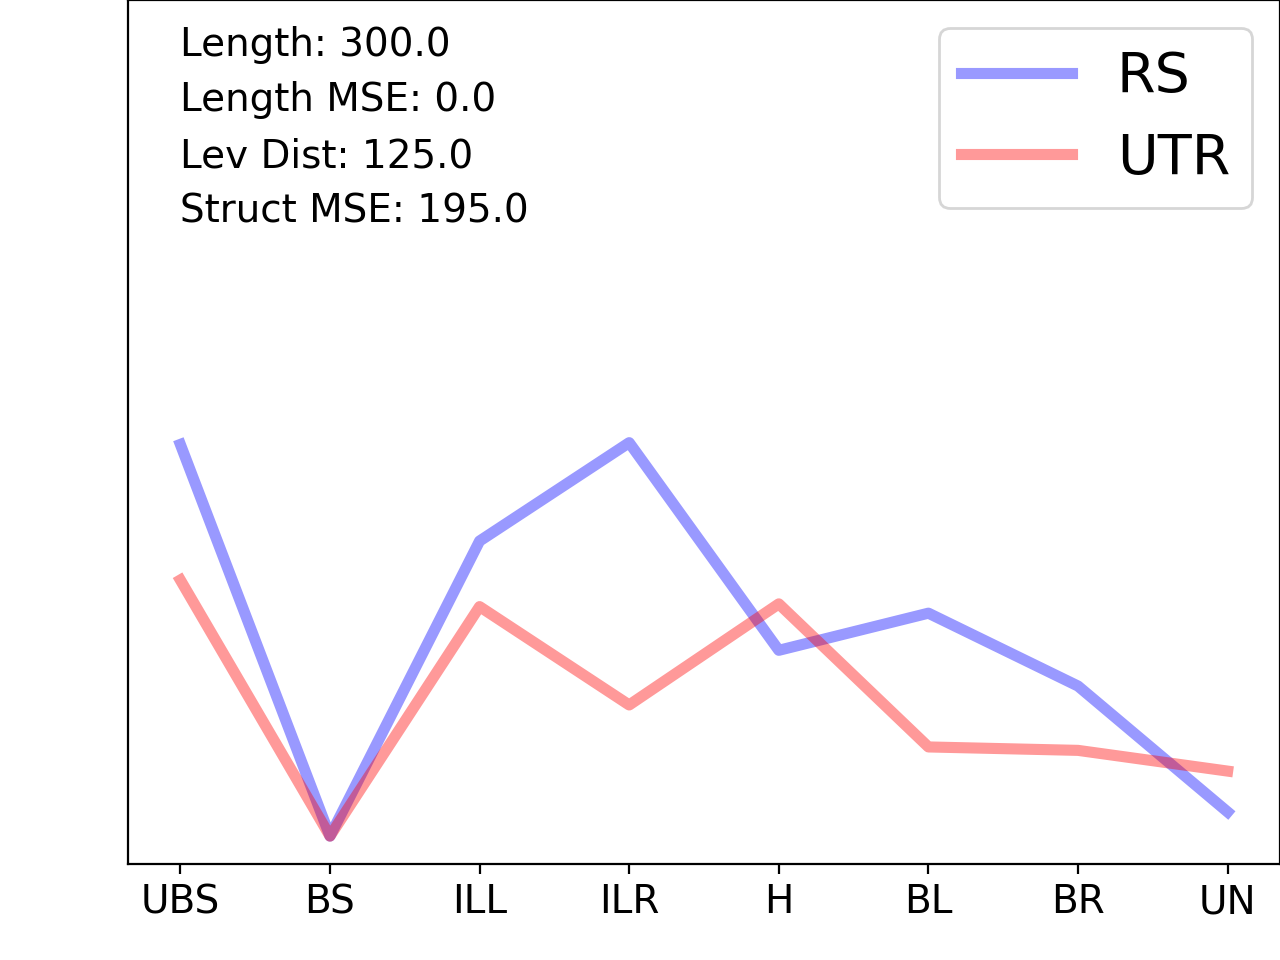 Length: 300.0
Length MSE: 0.0
Lev Dist: 125.0
Struct MSE: 195.0
RS
UTR
UBS BS ILL ILR H BL BR UN